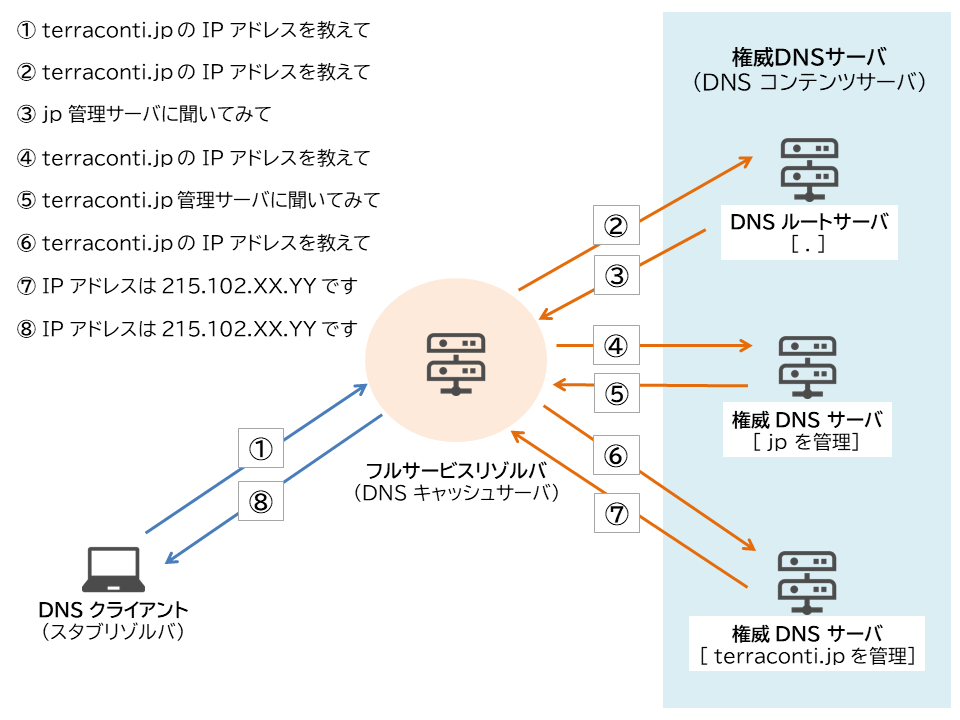 ① terraconti.jp の IP アドレスを教えて
② terraconti.jp の IP アドレスを教えて
③ jp 管理サーバに聞いてみて
④ terraconti.jp の IP アドレスを教えて
⑤ terraconti.jp 管理サーバに聞いてみて
⑥ terraconti.jp の IP アドレスを教えて
⑦ IP アドレスは 215.102.XX.YY です
⑧ IP アドレスは 215.102.XX.YY です
権威DNSサーバ
(DNS コンテンツサーバ)
②
DNS ルートサーバ
[ . ]
③
④
⑤
権威 DNS サーバ
[ jp を管理]
①
⑧
フルサービスリゾルバ
(DNS キャッシュサーバ)
⑥
⑦
DNS クライアント
(スタブリゾルバ)
権威 DNS サーバ
[ terraconti.jp を管理]